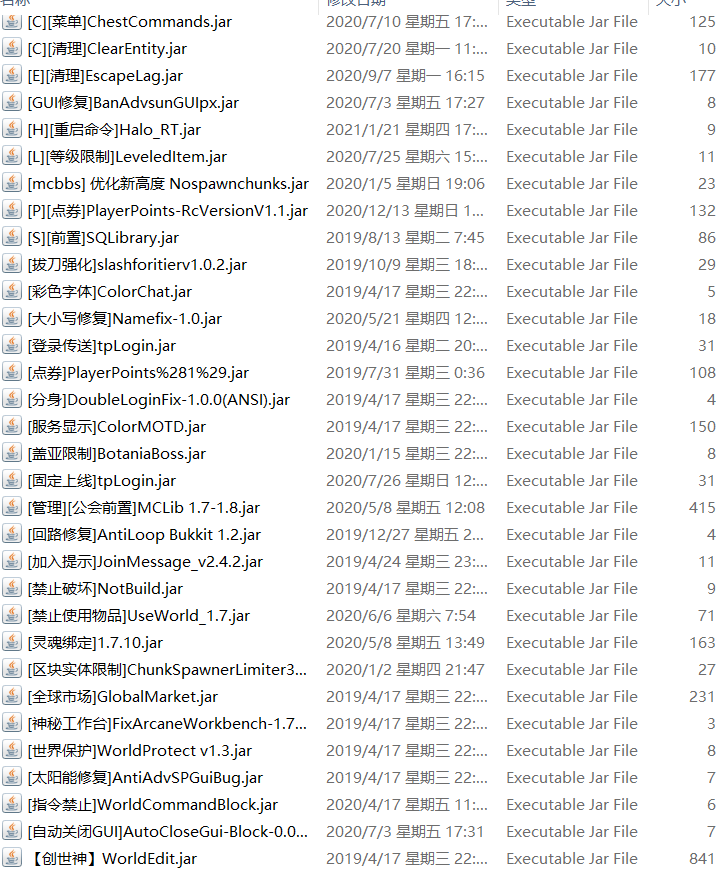 名称 修改日期 类型 大小
[C][菜单]ChestCommands.jar 2020/7/10 星期五 17:... Executable Jar File 125
[C][清理]ClearEntity.jar 2020/7/20 星期一 11:... Executable Jar File 10
[E][清理]EscapeLag.jar 2020/9/7 星期一 16:15 Executable Jar File 177
[GUI修复]BanAdvsunGUIpx.jar 2020/7/3 星期五 17:27 Executable Jar File 8
[H][重启命令]Halo_RT.jar 2021/1/21 星期四 17:... Executable Jar File 9
[L][等级限制]LeveledItem.jar 2020/7/25 星期六 15:... Executable Jar File 11
[mcbbs] 优化新高度 Nospawnchunks.jar 2020/1/5 星期日 19:06 Executable Jar File 23
[P][点券]PlayerPoints-RcVersionV1.1.jar 2020/12/13 星期日 1... Executable Jar File 132
[S][前置]SQLibrary.jar 2019/8/13 星期二 7:45 Executable Jar File 86
[拔刀强化]slashforitierv1.0.2.jar 2019/10/9 星期三 18:... Executable Jar File 29
[彩色字体]ColorChat.jar 2019/4/17 星期三 22:... Executable Jar File 5
[大小写修复]Namefix-1.0.jar 2020/5/21 星期四 12:... Executable Jar File 18
[登录传送]tpLogin.jar 2019/4/16 星期二 20:... Executable Jar File 31
[点券]PlayerPoints%281%29.jar 2019/7/31 星期三 0:36 Executable Jar File 108
[分身]DoubleLoginFix-1.0.0(ANSI).jar 2019/4/17 星期三 22:... Executable Jar File 4
[服务显示]ColorMOTD.jar 2019/4/17 星期三 22:... Executable Jar File 150
[盖亚限制]BotaniaBoss.jar 2020/1/15 星期三 22:... Executable Jar File 8
[固定上线]tpLogin.jar 2020/7/26 星期日 12:... Executable Jar File 31
[管理][公会前置]MCLib 1.7-1.8.jar 2020/5/8 星期五 12:08 Executable Jar File 415
[回路修复]AntiLoop Bukkit 1.2.jar 2019/12/27 星期五 2... Executable Jar File 4
[加入提示]JoinMessage_v2.4.2.jar 2019/4/24 星期三 23:... Executable Jar File 11
[禁止破坏]NotBuild.jar 2019/4/17 星期三 22:... Executable Jar File 9
[禁止使用物品]UseWorld_1.7.jar 2020/6/6 星期六 7:54 Executable Jar File 71
[灵魂绑定]1.7.10.jar 2020/5/8 星期五 13:49 Executable Jar File 163
[区块实体限制]ChunkSpawnerLimiter3... 2020/1/2 星期四 21:47 Executable Jar File 27
[全球市场]GlobalMarket.jar 2019/4/17 星期三 22:... Executable Jar File 231
[神秘工作台]FixArcaneWorkbench-1.7... 2019/4/17 星期三 22:... Executable Jar File 3
[世界保护]WorldProtect v1.3.jar 2019/4/17 星期三 22:... Executable Jar File 8
[太阳能修复]AntiAdvSPGuiBug.jar 2019/4/17 星期三 22:... Executable Jar File 7
[指令禁止]WorldCommandBlock.jar 2020/4/17 星期五 11:... Executable Jar File 6
[自动关闭GUI]AutoCloseGui-Block-0.0... 2020/7/3 星期五 17:31 Executable Jar File 7
【创世神】WorldEdit.jar 2019/4/17 星期三 22:... Executable Jar File 841